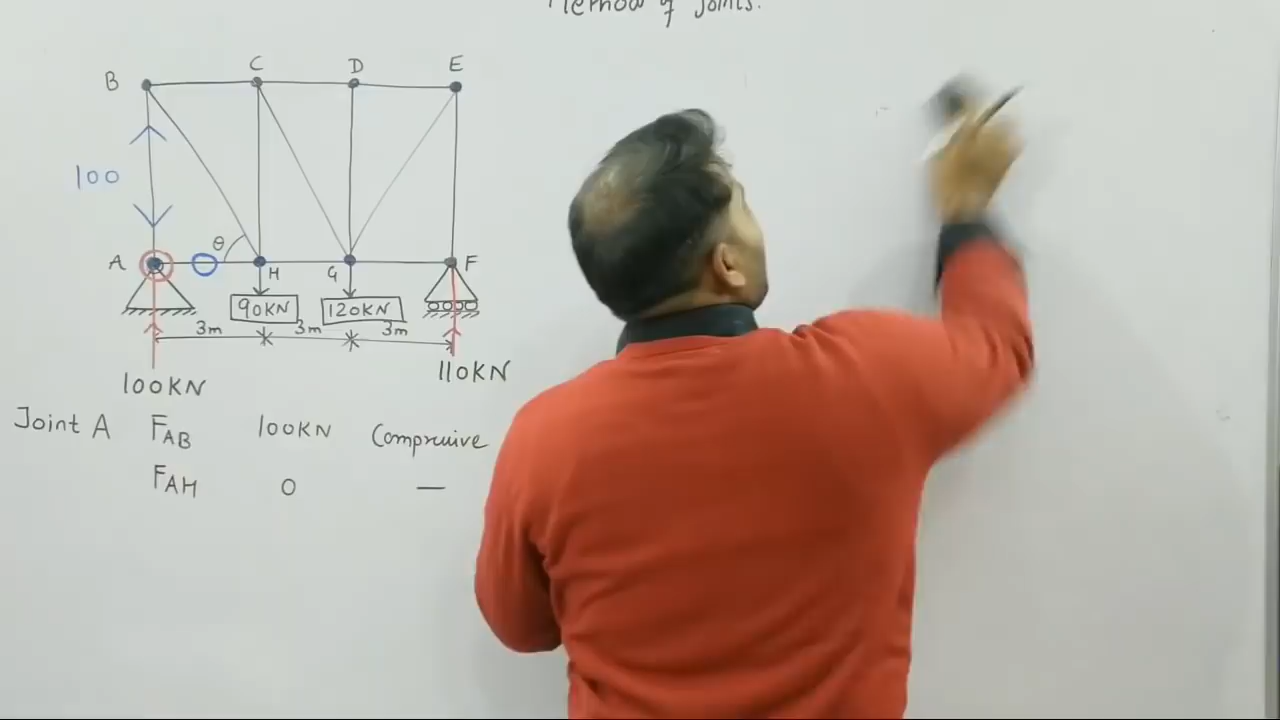 Method of Joints.
B C D E
100
θ
A H G F
90KN 120KN
3m 3m 3m
100KN 110KN
Joint A FAB 100KN Compressive
FAH 0 —